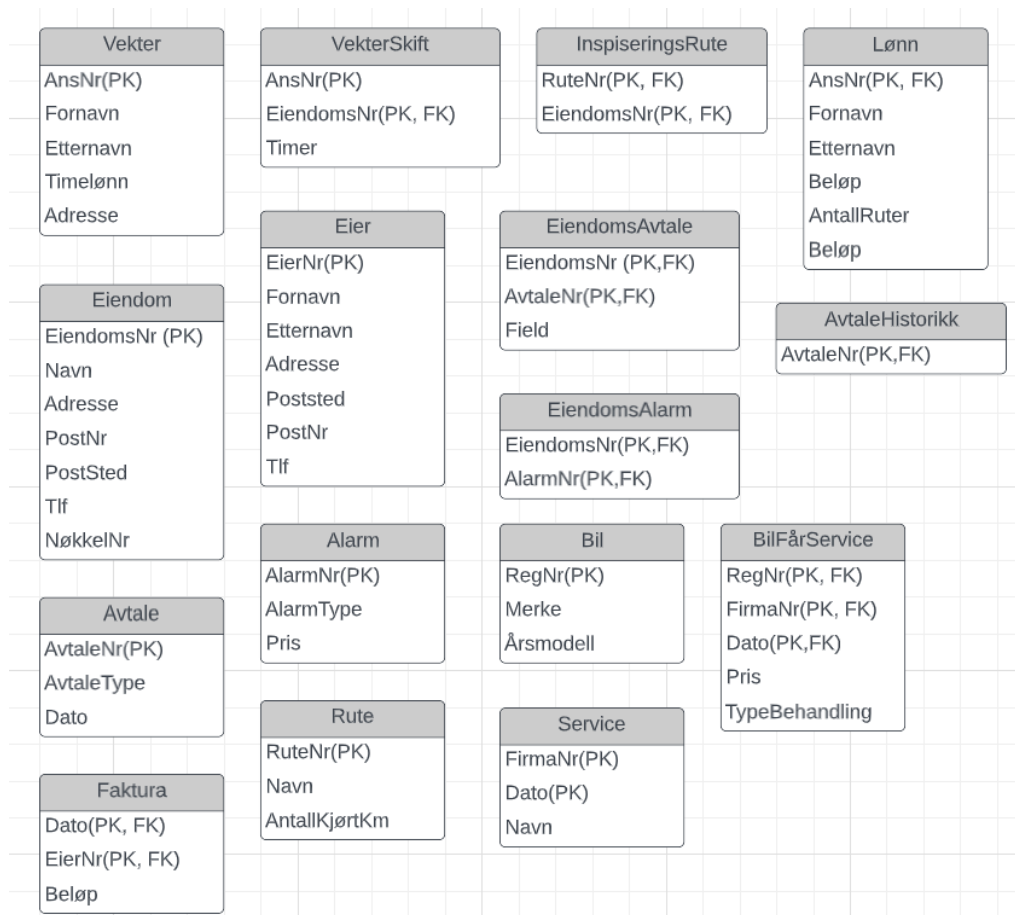 Vekter
AnsNr(PK)
Fornavn
Etternavn
Timelønn
Adresse
VekterSkift
AnsNr(PK)
EiendomsNr(PK, FK)
Timer
InspiseringsRute
RuteNr(PK, FK)
EiendomsNr(PK, FK)
Lønn
AnsNr(PK, FK)
Fornavn
Etternavn
Beløp
AntallRuter
Beløp
Eier
EierNr(PK)
Fornavn
Etternavn
Adresse
Poststed
PostNr
Tlf
EiendomsAvtale
EiendomsNr (PK,FK)
AvtaleNr(PK,FK)
Field
Eiendom
EiendomsNr (PK)
Navn
Adresse
PostNr
PostSted
Tlf
NøkkelNr
AvtaleHistorikk
AvtaleNr(PK,FK)
EiendomsAlarm
EiendomsNr(PK,FK)
AlarmNr(PK,FK)
Alarm
AlarmNr(PK)
AlarmType
Pris
Bil
RegNr(PK)
Merke
Årsmodell
BilFårService
RegNr(PK, FK)
FirmaNr(PK, FK)
Dato(PK,FK)
Pris
TypeBehandling
Avtale
AvtaleNr(PK)
AvtaleType
Dato
Rute
RuteNr(PK)
Navn
AntallKjørtKm
Service
FirmaNr(PK)
Dato(PK)
Navn
Faktura
Dato(PK, FK)
EierNr(PK, FK)
Beløp